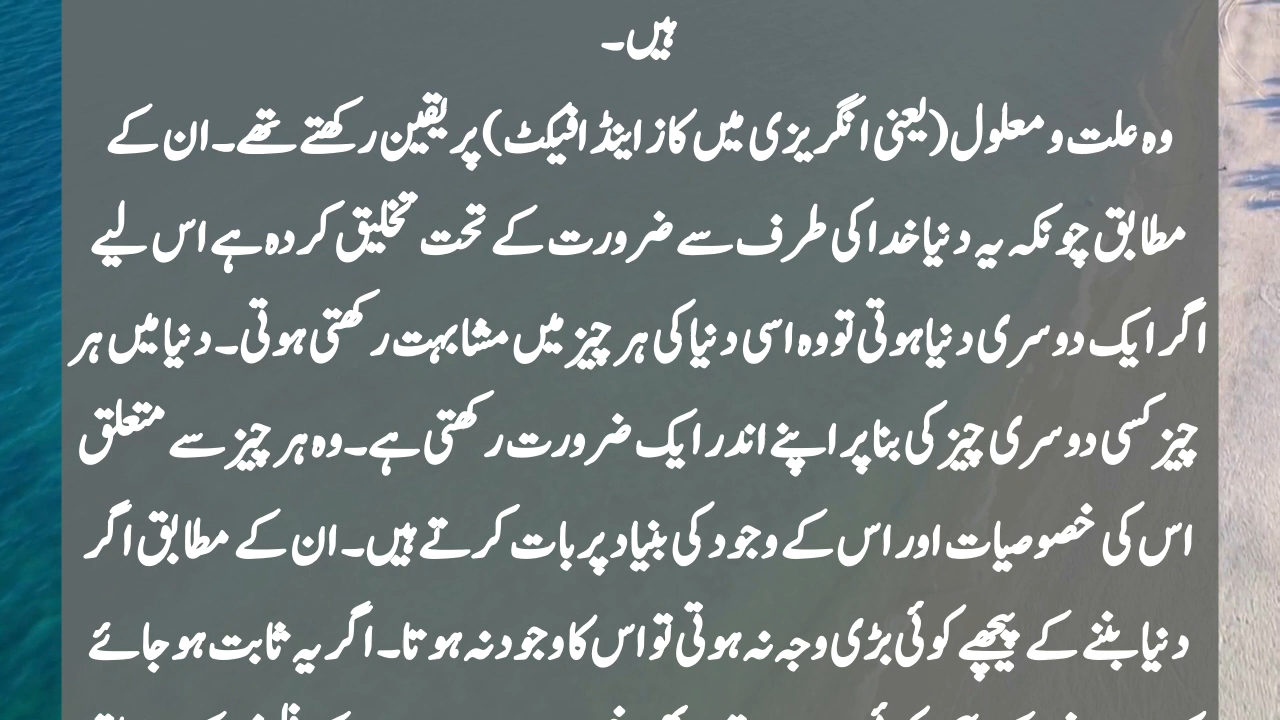 ہیں۔
وہ علت و معلول (یعنی انگریزی میں کاز اینڈ افیکٹ) پر یقین رکھتے تھے۔ ان کے
مطابق چونکہ یہ دنیا خدا کی طرف سے ضرورت کے تحت تخلیق کردہ ہے اس لیے
اگر ایک دوسری دنیا ہوتی تو وہ اسی دنیا کی ہر چیز میں مشابہت رکھتی ہوتی۔ دنیا میں ہر
چیز کسی دوسری چیز کی بنا پر اپنے اندر ایک ضرورت رکھتی ہے۔ وہ ہر چیز سے متعلق
اس کی خصوصیات اور اس کے وجود کی بنیاد پر بات کرتے ہیں۔ ان کے مطابق اگر
دنیا بننے کے پیچھے کوئی بڑی وجہ نہ ہوتی تو اس کا وجود نہ ہوتا۔ اگر یہ ثابت ہو جائے